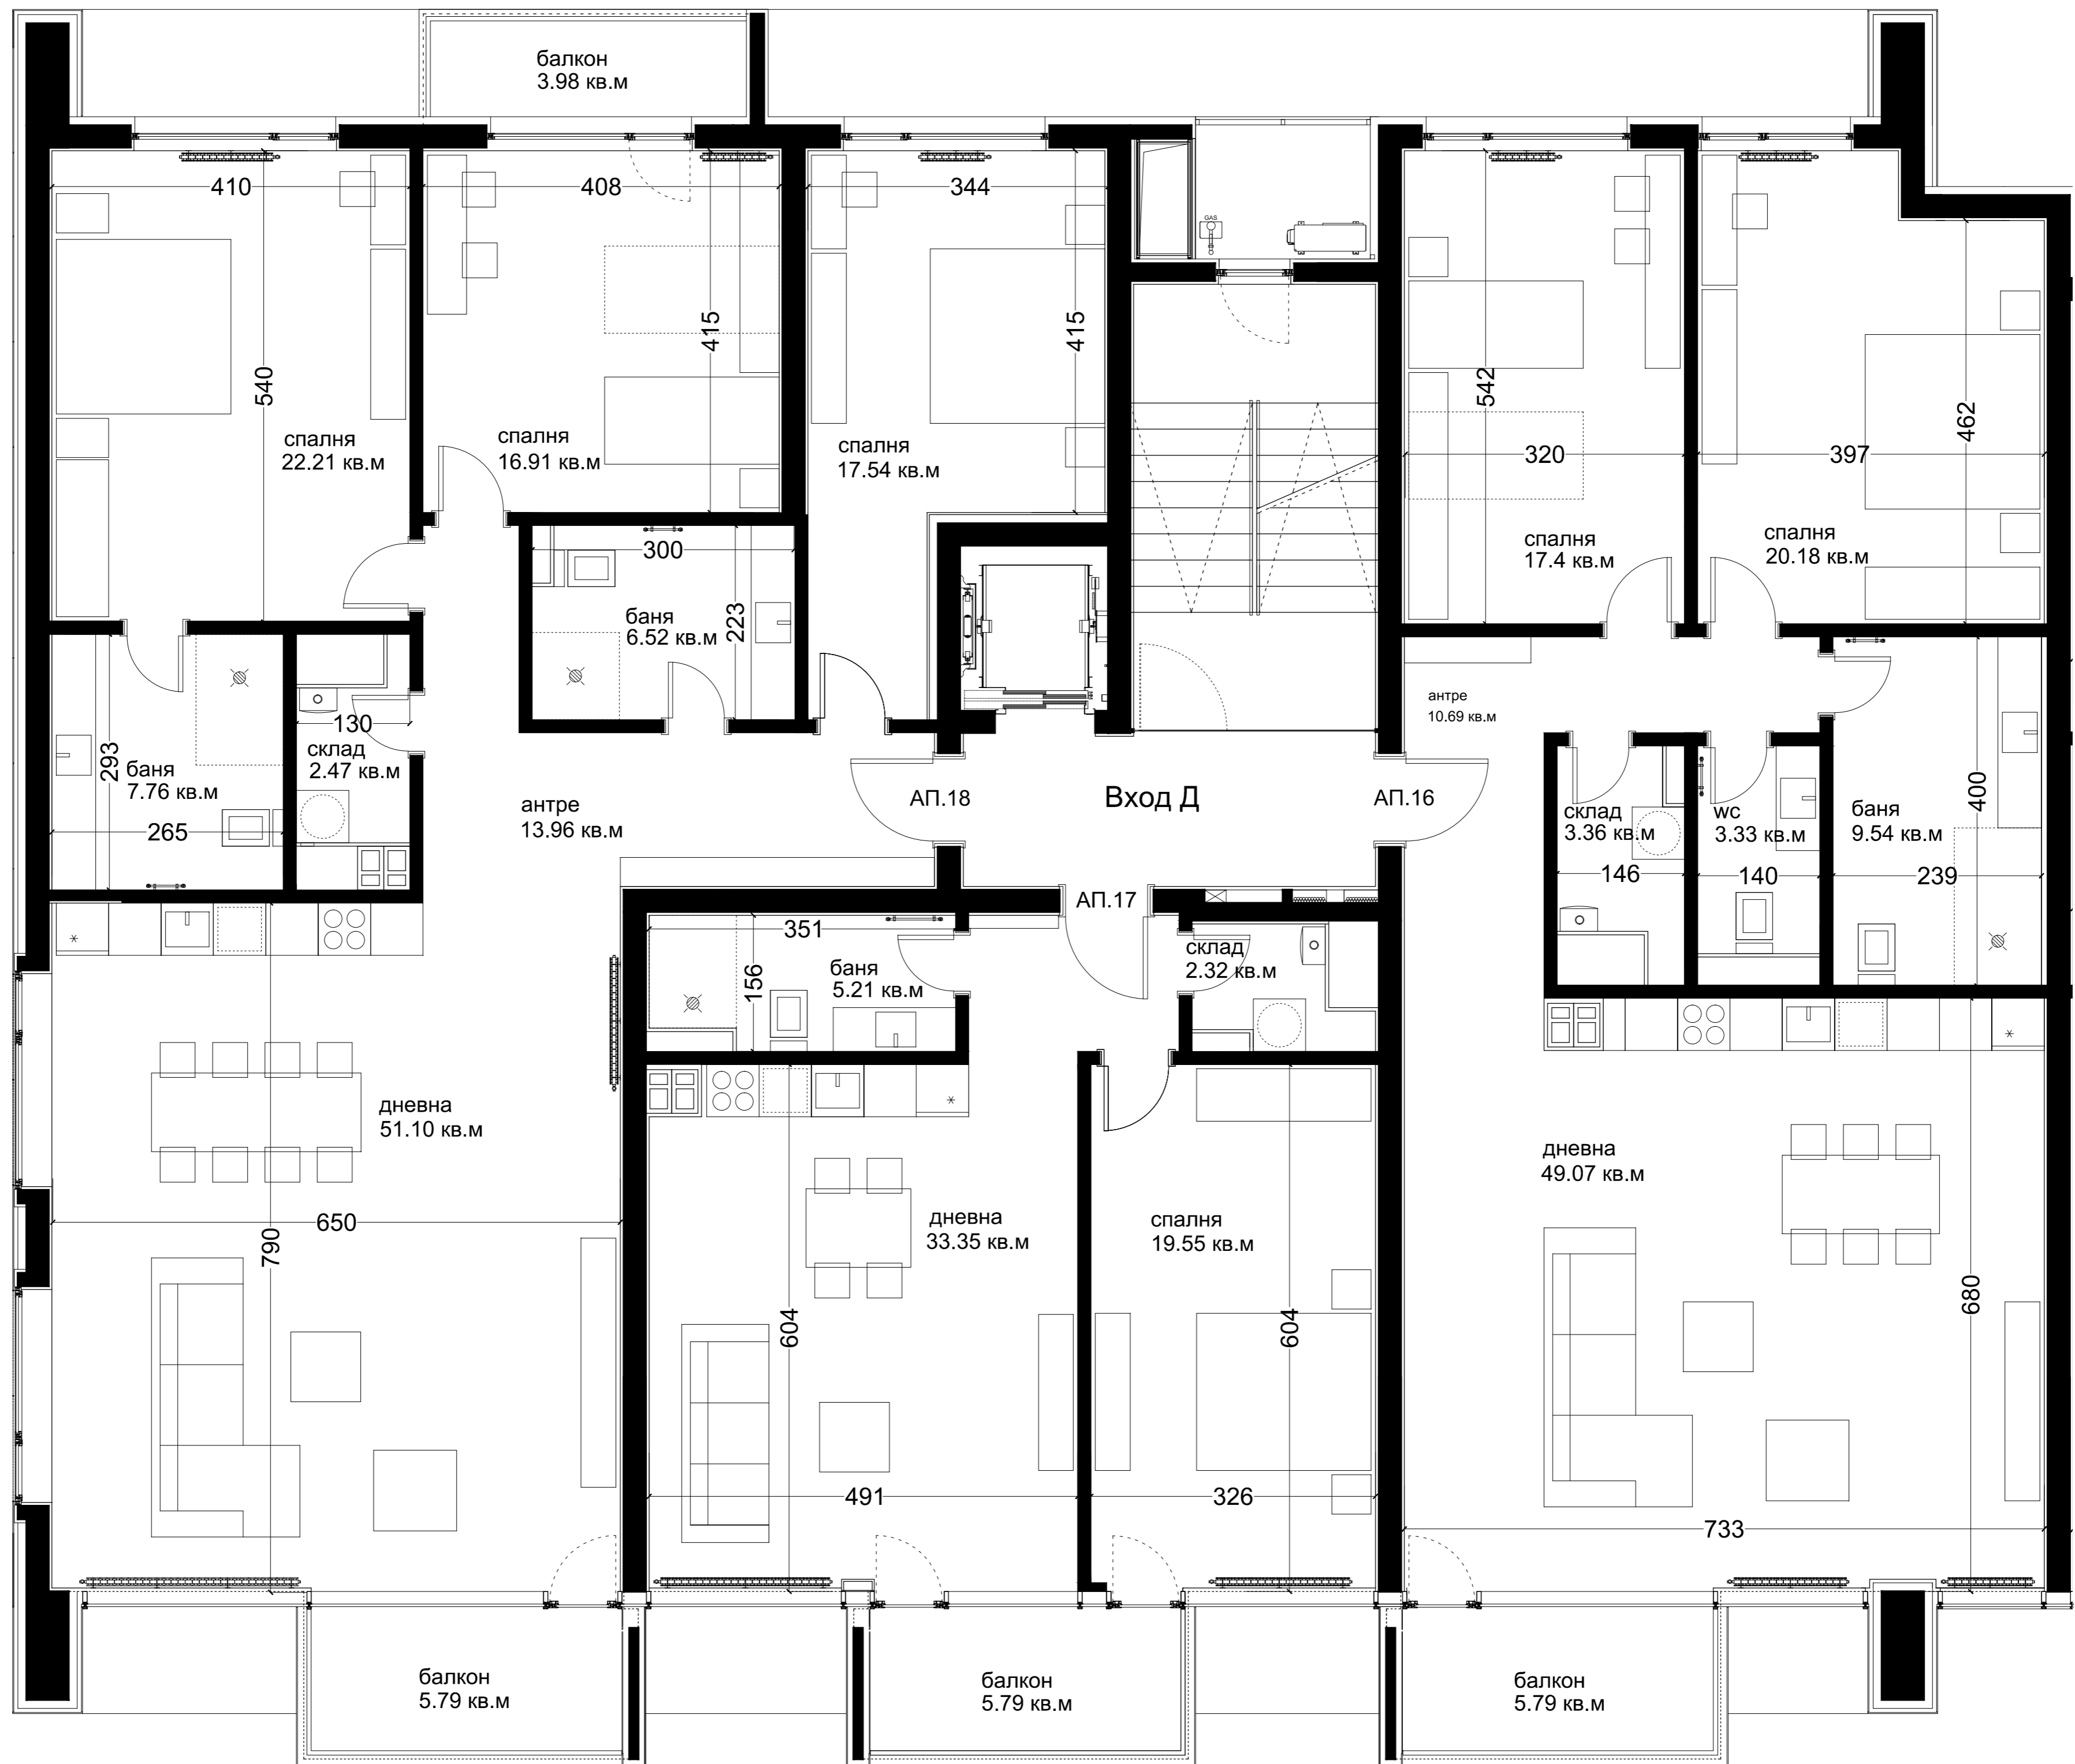 балкон
3.98 кв.м
410
408
344
GAS
415
415
540
542
462
320
397
спалня
22.21 кв.м
спалня
16.91 кв.м
спалня
17.54 кв.м
спалня
17.4 кв.м
спалня
20.18 кв.м
300
223
баня
6.52 кв.м
антре
10.69 кв.м
130
склад
2.47 кв.м
293
баня
7.76 кв.м
265
антре
13.96 кв.м
АП.18
Вход Д
АП.16
400
склад
3.36 кв.м
146
wc
3.33 кв.м
140
баня
9.54 кв.м
239
АП.17
351
156
баня
5.21 кв.м
склад
2.32 кв.м
*
*
*
дневна
51.10 кв.м
650
790
дневна
33.35 кв.м
604
491
спалня
19.55 кв.м
604
326
дневна
49.07 кв.м
680
733
балкон
5.79 кв.м
балкон
5.79 кв.м
балкон
5.79 кв.м